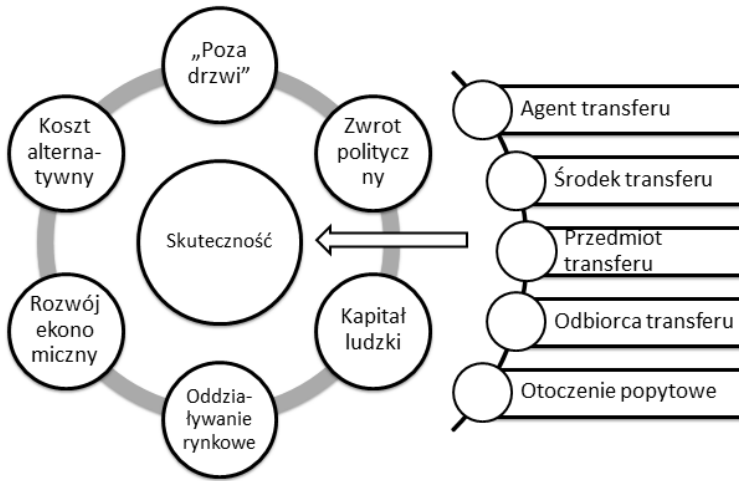 „Poza
drzwi”
Zwrot
politycz
ny
Kapitał
ludzki
Oddzia-
ływanie
rynkowe
Rozwój
ekono
miczny
Koszt
alterna-
tywny
Skuteczność
Agent transferu
Środek transferu
Przedmiot
transferu
Odbiorca transferu
Otoczenie popytowe